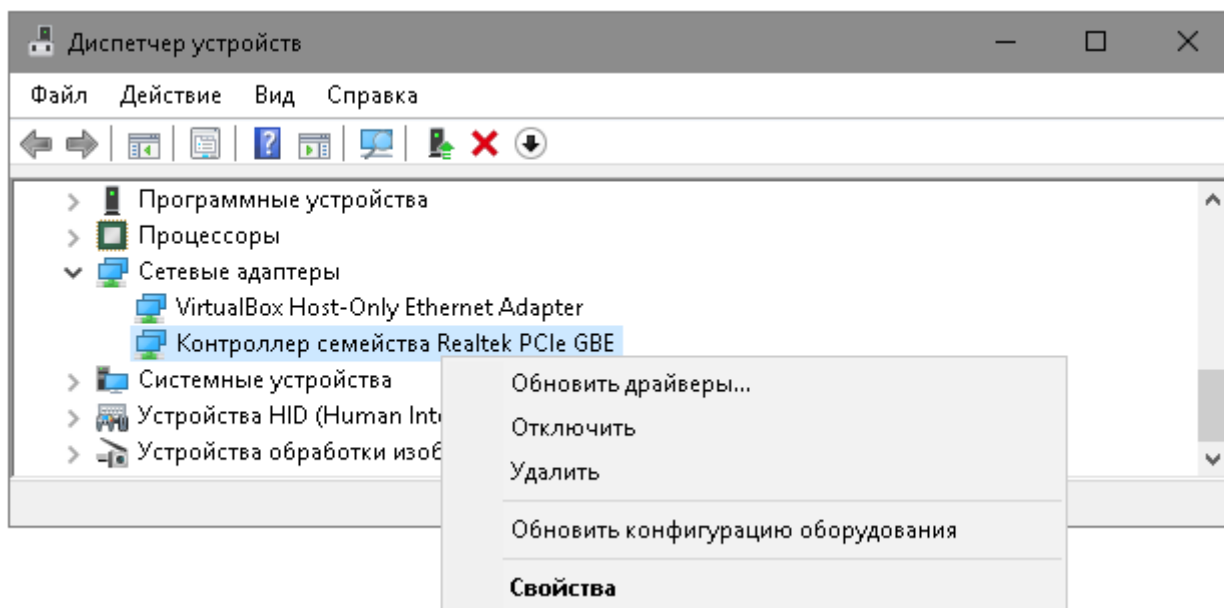 Диспетчер устройств
Файл Действие Вид Справка
Программные устройства
Процессоры
Сетевые адаптеры
VirtualBox Host-Only Ethernet Adapter
Контроллер семейства Realtek PCIe GBE
Системные устройства
Устройства HID (Human Inte
Устройства обработки изоб
Обновить драйверы...
Отключить
Удалить
Обновить конфигурацию оборудования
Свойства